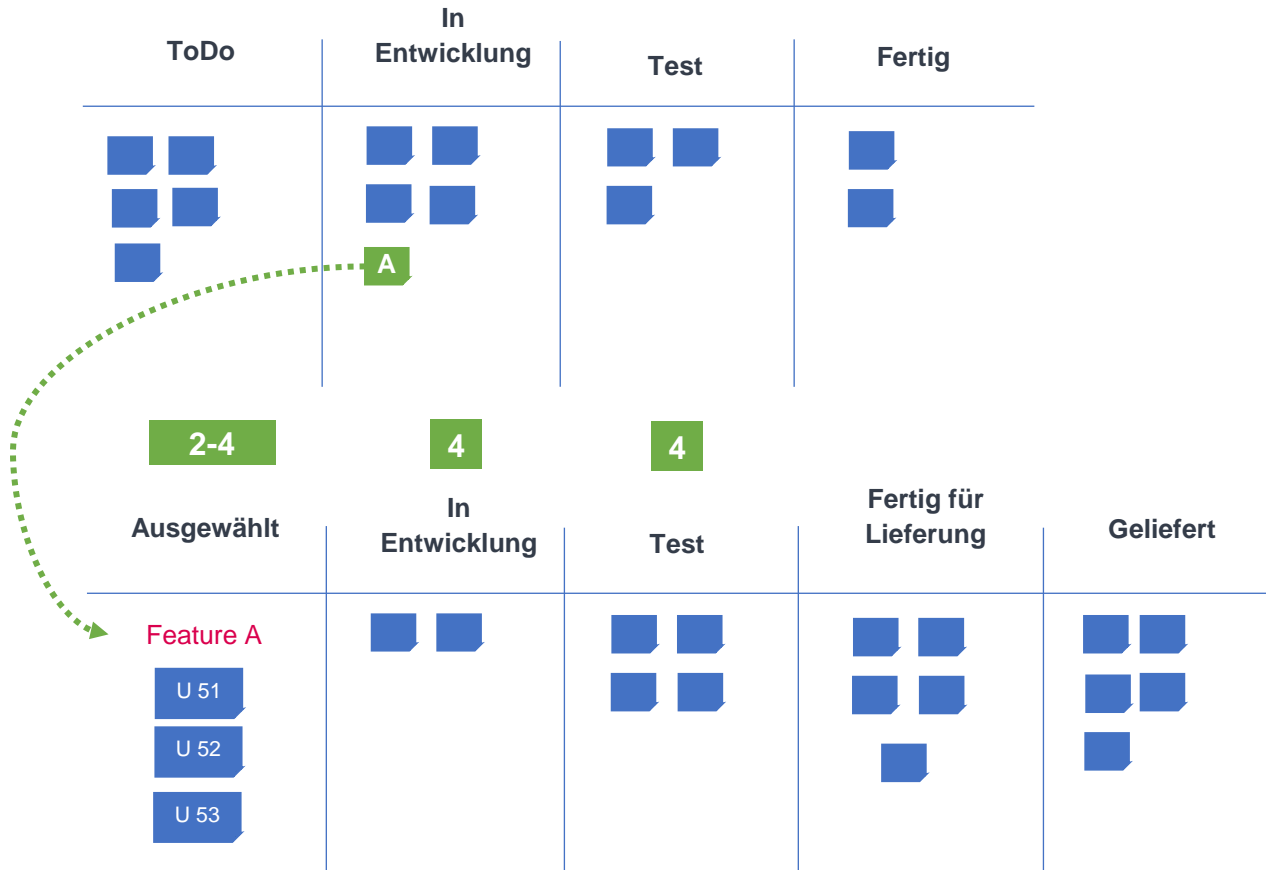 ToDo
In
Entwicklung
Test
Fertig
A
2-4
4
4
Ausgewählt
In
Entwicklung
Test
Fertig für
Lieferung
Geliefert
Feature A
U 51
U 52
U 53